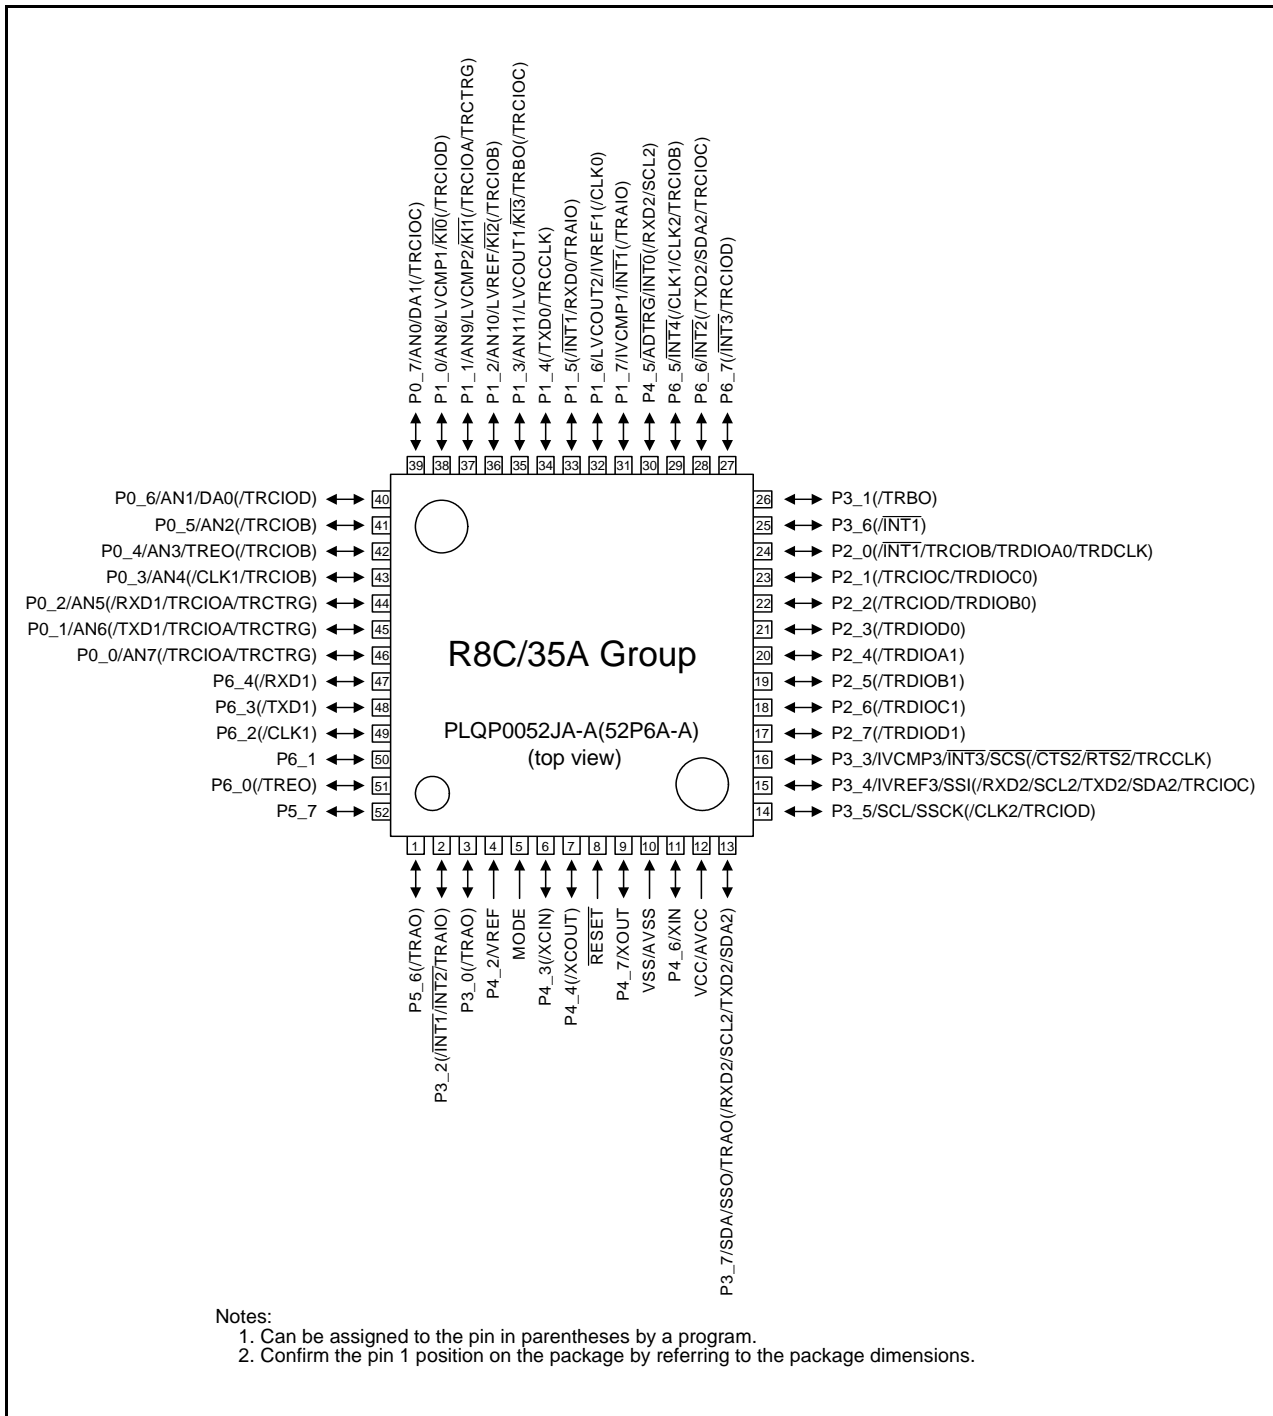 P0_7/AN0/DA1(/TRCIOC)
P1_0/AN8/LVCMP1/KI0(/TRCIOD)
P1_1/AN9/LVCMP2/KI1(/TRCIOA/TRCTRG)
P1_2/AN10/LVREF/KI2(/TRCIOB)
P1_3/AN11/LVCOUT1/KI3/TRBO(/TRCIOC)
P1_4(/TXD0/TRCCLK)
P1_5(/INT1/RXD0/TRAIO)
P1_6/LVCOUT2/IVREF1(/CLK0)
P1_7/IVCMP1/INT1(/TRAIO)
P4_5/ADTRG/INT0(/RXD2/SCL2)
P6_5/INT4(/CLK1/CLK2/TRCIOB)
P6_6/INT2(/TXD2/SDA2/TRCIOC)
P6_7(/INT3/TRCIOD)
39 38 37 36 35 34 33 32 31 30 29 28 27
P0_6/AN1/DA0(/TRCIOD) 40
P0_5/AN2(/TRCIOB) 41
P0_4/AN3/TREO(/TRCIOB) 42
P0_3/AN4(/CLK1/TRCIOB) 43
P0_2/AN5(/RXD1/TRCIOA/TRCTRG) 44
P0_1/AN6(/TXD1/TRCIOA/TRCTRG) 45
P0_0/AN7(/TRCIOA/TRCTRG) 46
P6_4(/RXD1) 47
P6_3(/TXD1) 48
P6_2(/CLK1) 49
P6_1 50
P6_0(/TREO) 51
P5_7 52
R8C/35A Group
PLQP0052JA-A(52P6A-A)
(top view)
26 P3_1(/TRBO)
25 P3_6(/INT1)
24 P2_0(/INT1/TRCIOB/TRDIOA0/TRDCLK)
23 P2_1(/TRCIOC/TRDIOC0)
22 P2_2(/TRCIOD/TRDIOB0)
21 P2_3(/TRDIOD0)
20 P2_4(/TRDIOA1)
19 P2_5(/TRDIOB1)
18 P2_6(/TRDIOC1)
17 P2_7(/TRDIOD1)
16 P3_3/IVCMP3/INT3/SCS(/CTS2/RTS2/TRCCLK)
15 P3_4/IVREF3/SSI(/RXD2/SCL2/TXD2/SDA2/TRCIOC)
14 P3_5/SCL/SSCK(/CLK2/TRCIOD)
1 2 3 4 5 6 7 8 9 10 11 12 13
P5_6(/TRAO)
P3_2(/INT1/INT2/TRAIO)
P3_0(/TRAO)
P4_2/VREF
MODE
P4_3(/XCIN)
P4_4(/XCOUT)
RESET
P4_7/XOUT
VSS/AVSS
P4_6/XIN
VCC/AVCC
P3_7/SDA/SSO/TRAO(/RXD2/SCL2/TXD2/SDA2)
Notes:
1. Can be assigned to the pin in parentheses by a program.
2. Confirm the pin 1 position on the package by referring to the package dimensions.